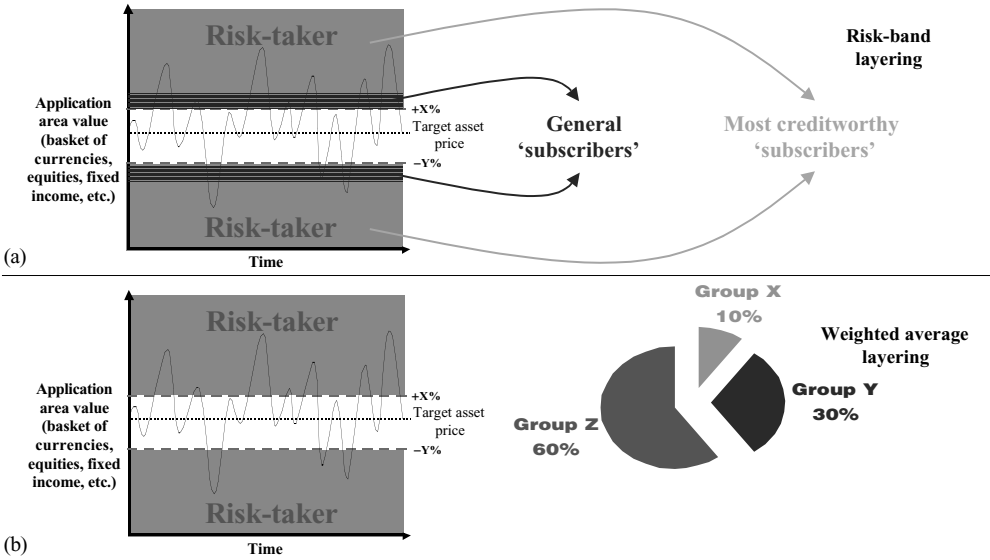 Risk-taker
Application
area value
(basket of
currencies,
equities, fixed
income, etc.)
+X%
Target asset
price
−Y%
Risk-taker
Time
(a)
General
‘subscribers’
Most creditworthy
‘subscribers’
Risk-band
layering
Risk-taker
Application
area value
(basket of
currencies,
equities, fixed
income, etc.)
+X%
Target asset
price
−Y%
Risk-taker
Time
(b)
Group X
10%
Group Y
30%
Group Z
60%
Weighted average
layering